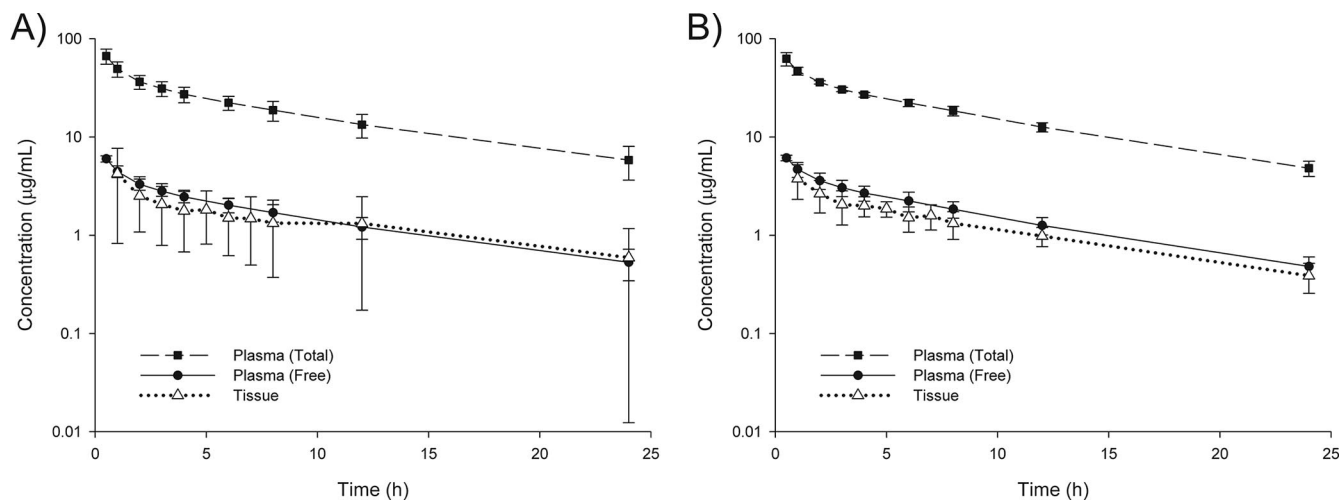 A)
Concentration (μg/mL)
100
10
1
0.1
0.01
Plasma (Total)
Plasma (Free)
Tissue
0 5 10 15 20 25
Time (h)
B)
Concentration (μg/mL)
100
10
1
0.1
0.01
Plasma (Total)
Plasma (Free)
Tissue
0 5 10 15 20 25
Time (h)